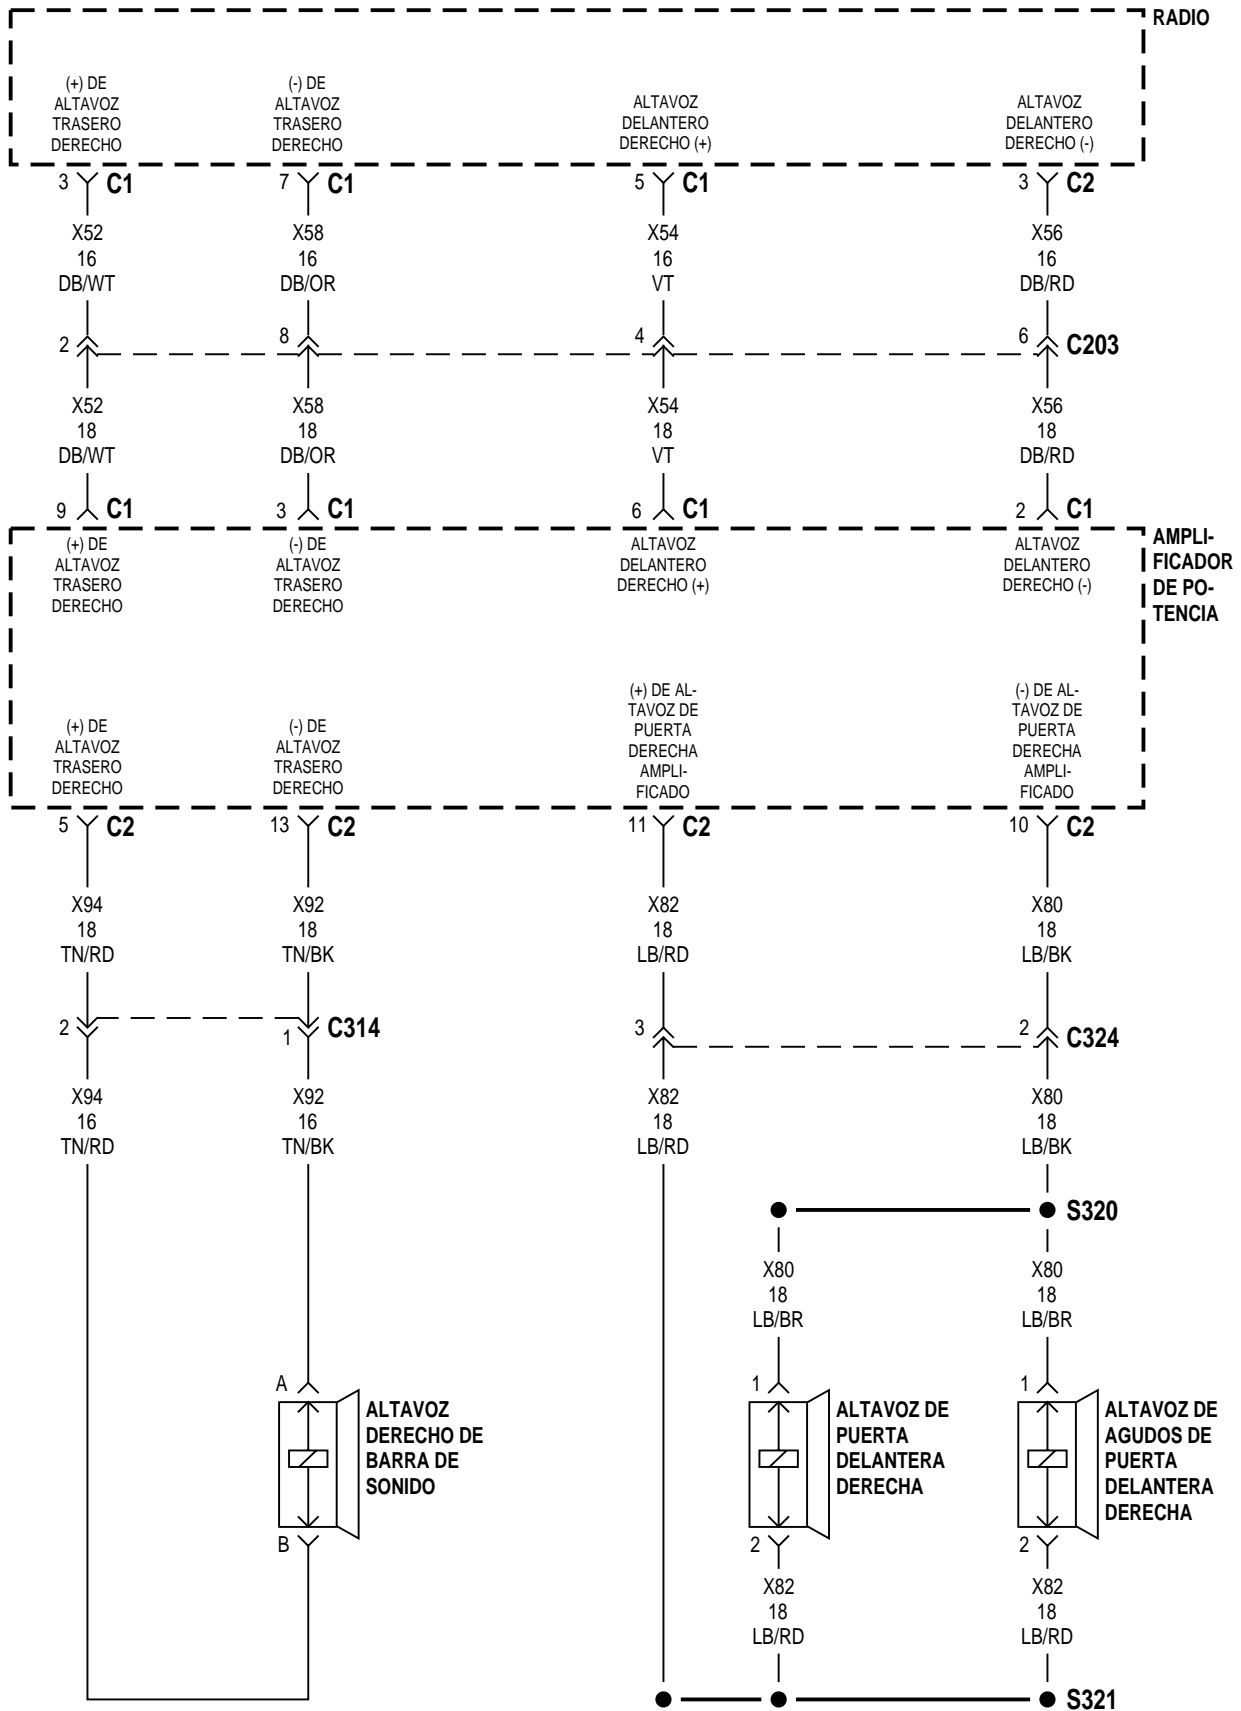 RADIO
(+) DE
ALTAVOZ
TRASERO
DERECHO
(-) DE
ALTAVOZ
TRASERO
DERECHO
ALTAVOZ
DELANTERO
DERECHO (+)
ALTAVOZ
DELANTERO
DERECHO (-)
3 C1 7 C1 5 C1 3 C2
X52 X58 X54 X56
16 16 16 16
DB/WT DB/OR VT DB/RD
2 8 4 6 C203
X52 X58 X54 X56
18 18 18 18
DB/WT DB/OR VT DB/RD
9 C1 3 C1 6 C1 2 C1
AMPLI-
FICADOR
DE PO-
TENCIA
(+) DE
ALTAVOZ
TRASERO
DERECHO
(-) DE
ALTAVOZ
TRASERO
DERECHO
ALTAVOZ
DELANTERO
DERECHO (+)
ALTAVOZ
DELANTERO
DERECHO (-)
(+) DE
ALTAVOZ
TRASERO
DERECHO
(-) DE
ALTAVOZ
TRASERO
DERECHO
(+) DE AL-
TAVOZ DE
PUERTA
DERECHA
AMPLI-
FICADO
(-) DE AL-
TAVOZ DE
PUERTA
DERECHA
AMPLI-
FICADO
5 C2 13 C2 11 C2 10 C2
X94 X92 X82 X80
18 18 18 18
TN/RD TN/BK LB/RD LB/BK
2 1 C314 3 2 C324
X94 X92 X82 X80
16 16 18 18
TN/RD TN/BK LB/RD LB/BK
S320
X80 X80
18 18
LB/BR LB/BR
A 1 1
ALTAVOZ
DERECHO DE
BARRA DE
SONIDO
ALTAVOZ DE
PUERTA
DELANTERA
DERECHA
ALTAVOZ DE
AGUDOS DE
PUERTA
DELANTERA
DERECHA
B 2 2
X82 X82
18 18
LB/RD LB/RD
S321